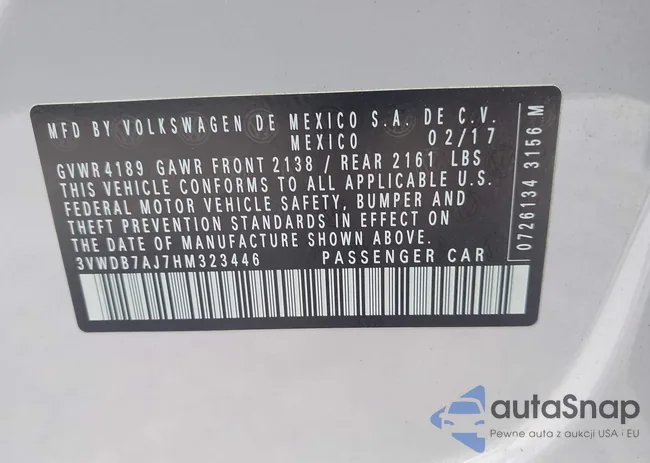 MFD BY VOLKSWAGEN DE MEXICO S.A. DE C.V.
MEXICO 02/17
GVWR 4189 GAWR FRONT 2138 / REAR 2161 LBS
THIS VEHICLE CONFORMS TO ALL APPLICABLE U.S.
FEDERAL MOTOR VEHICLE SAFETY, BUMPER AND
THEFT PREVENTION STANDARDS IN EFFECT ON
THE DATE OF MANUFACTURE SHOWN ABOVE.
3VWDB7AJ7HM323446 PASSENGER CAR
0726134 3156 M
autaSnap
Pewne auta z aukcji USA i EU